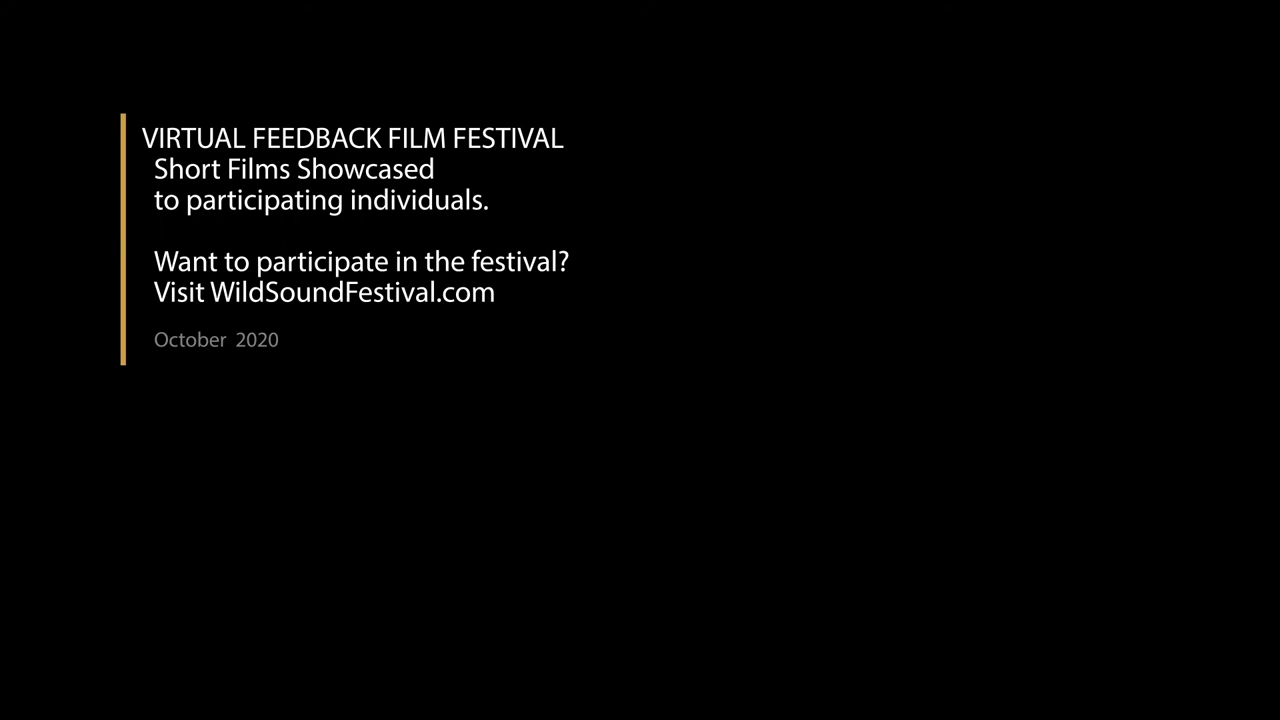 VIRTUAL FEEDBACK FILM FESTIVAL
Short Films Showcased
to participating individuals.
Want to participate in the festival?
Visit WildSoundFestival.com
October 2020